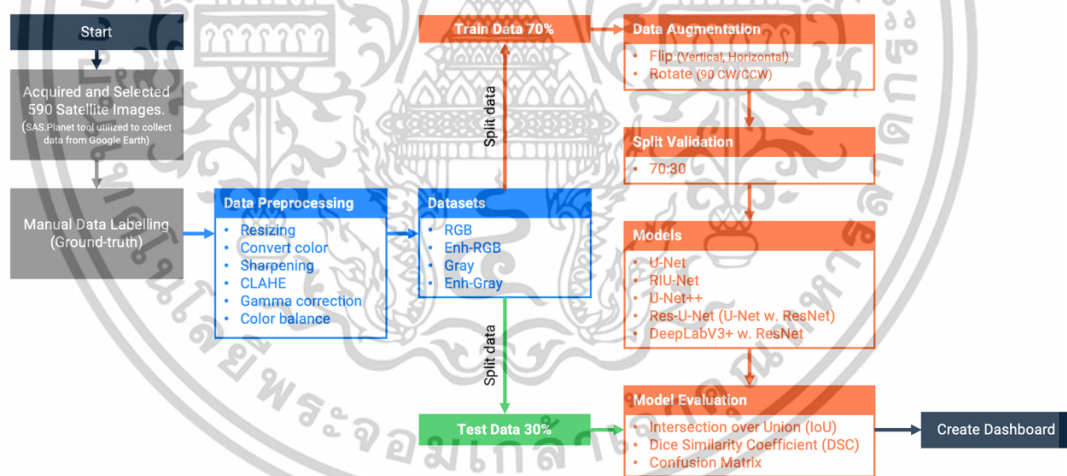 Start
Acquired and Selected
590 Satellite Images.
(SAS.Planet tool utilized to collect
data from Google Earth)
Manual Data Labelling
(Ground-truth)
Data Preprocessing
• Resizing
• Convert color
• Sharpening
• CLAHE
• Gamma correction
• Color balance
Datasets
• RGB
• Enh-RGB
• Gray
• Enh-Gray
Split data
Train Data 70%
Data Augmentation
• Flip (Vertical, Horizontal)
• Rotate (90 CW/CCW)
Split Validation
• 70:30
Models
• U-Net
• RIU-Net
• U-Net++
• Res-U-Net (U-Net w. ResNet)
• DeepLabV3+ w. ResNet
Split data
Test Data 30%
Model Evaluation
• Intersection over Union (IoU)
• Dice Similarity Coefficient (DSC)
• Confusion Matrix
Create Dashboard